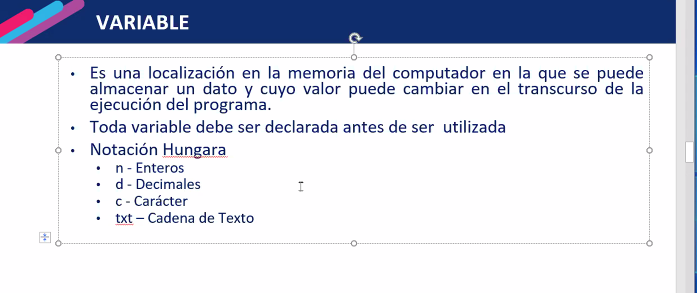 VARIABLE
• Es una localización en la memoria del computador en la que se puede
almacenar un dato y cuyo valor puede cambiar en el transcurso de la
ejecución del programa.
• Toda variable debe ser declarada antes de ser utilizada
• Notación Hungara
• n - Enteros
• d - Decimales
• c - Carácter
• txt – Cadena de Texto